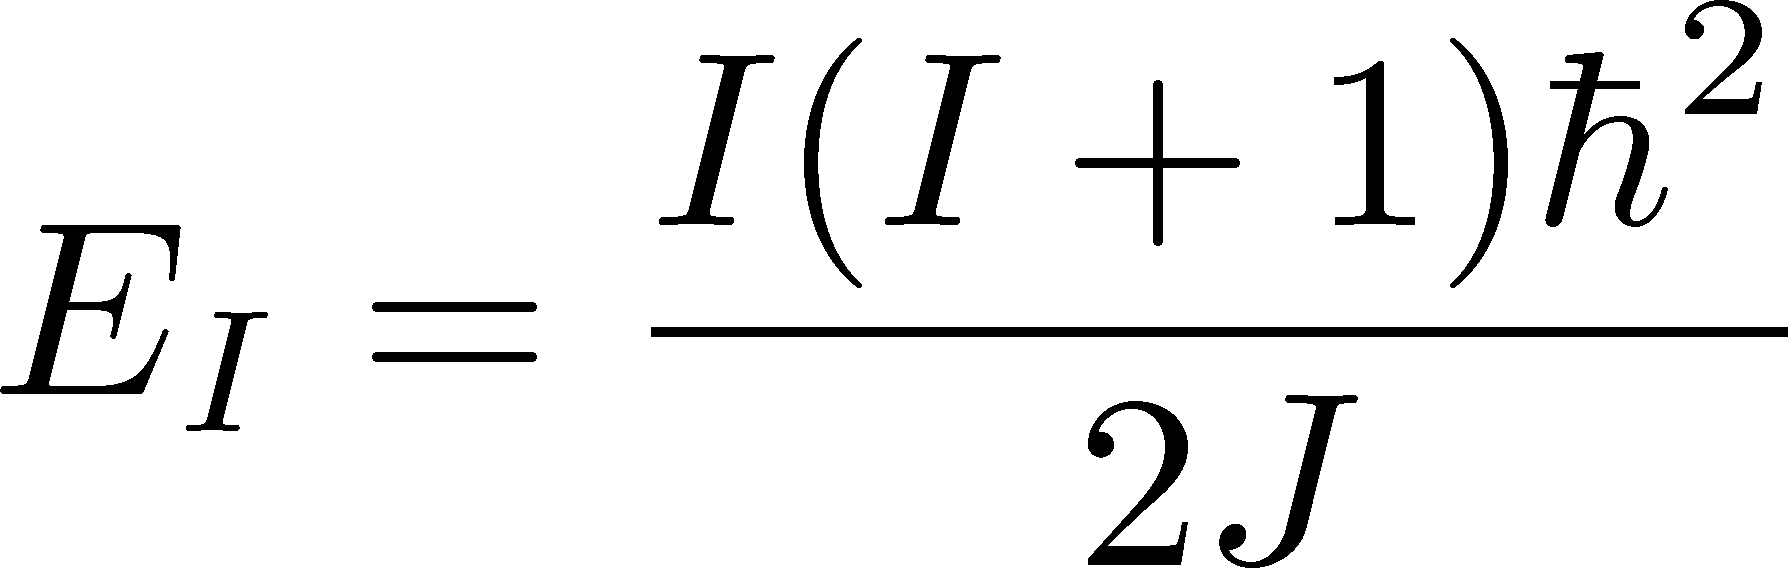 E_I = \frac{I(I+1)\hbar^2}{2J}